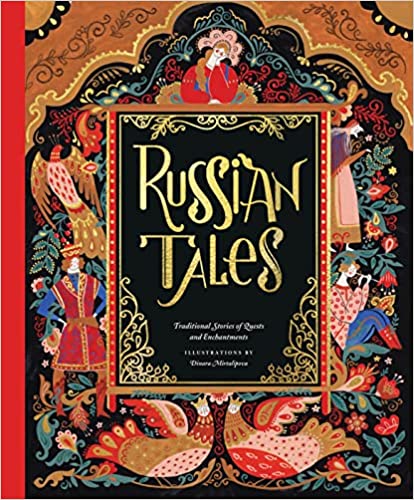 RUSSIAN
TALES
Traditional Stories of Quests
and Enchantments
ILLUSTRATIONS BY
Dinara Mirtalipova